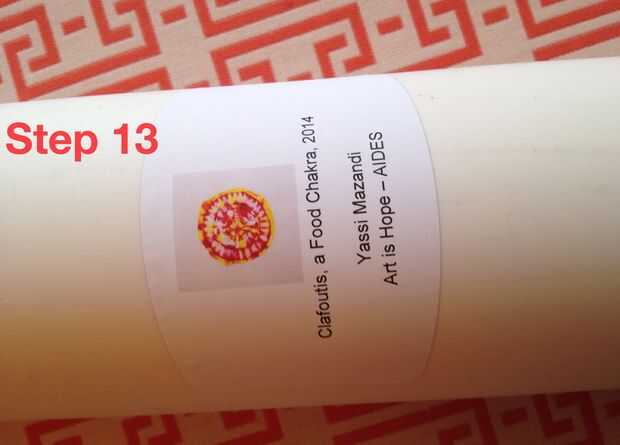 Step 13
Clafoutis, a Food Chakra, 2014
Yassi Mazandi
Art is Hope – AIDES